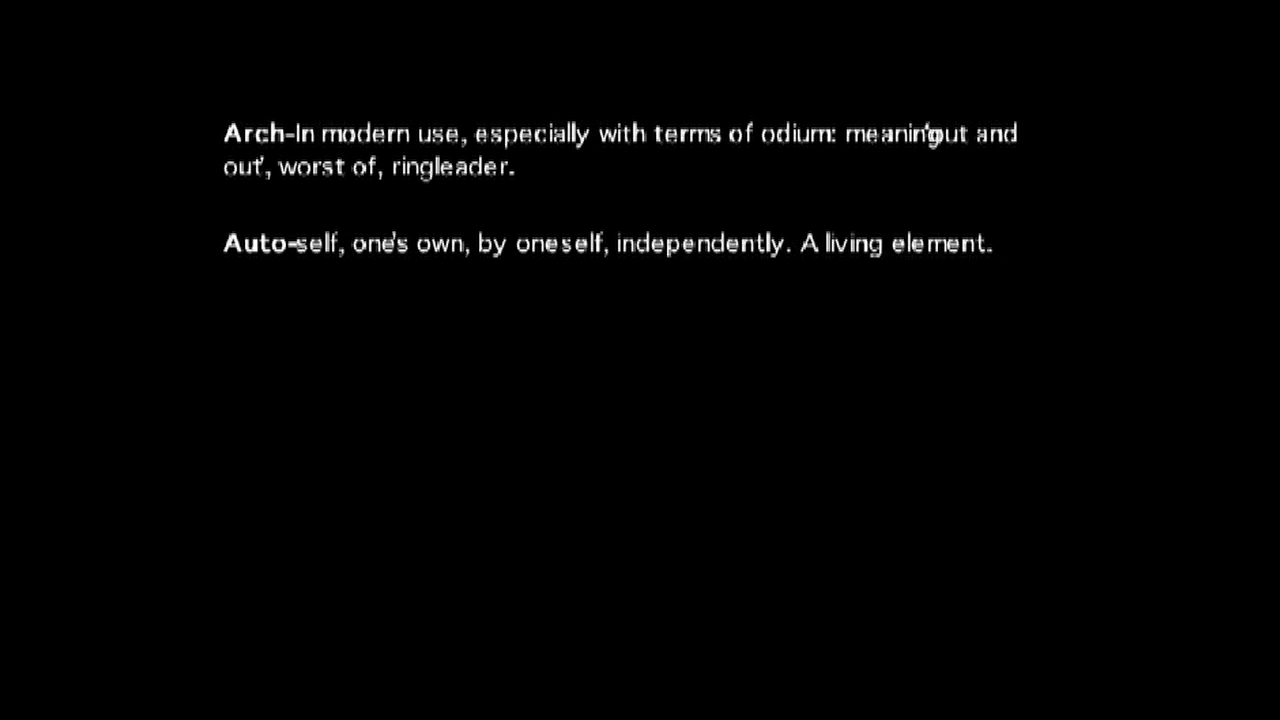 Arch-In modern use, especially with terms of odium: meaning'out and
out', worst of, ringleader.
Auto-self, one's own, by oneself, independently. A living element.